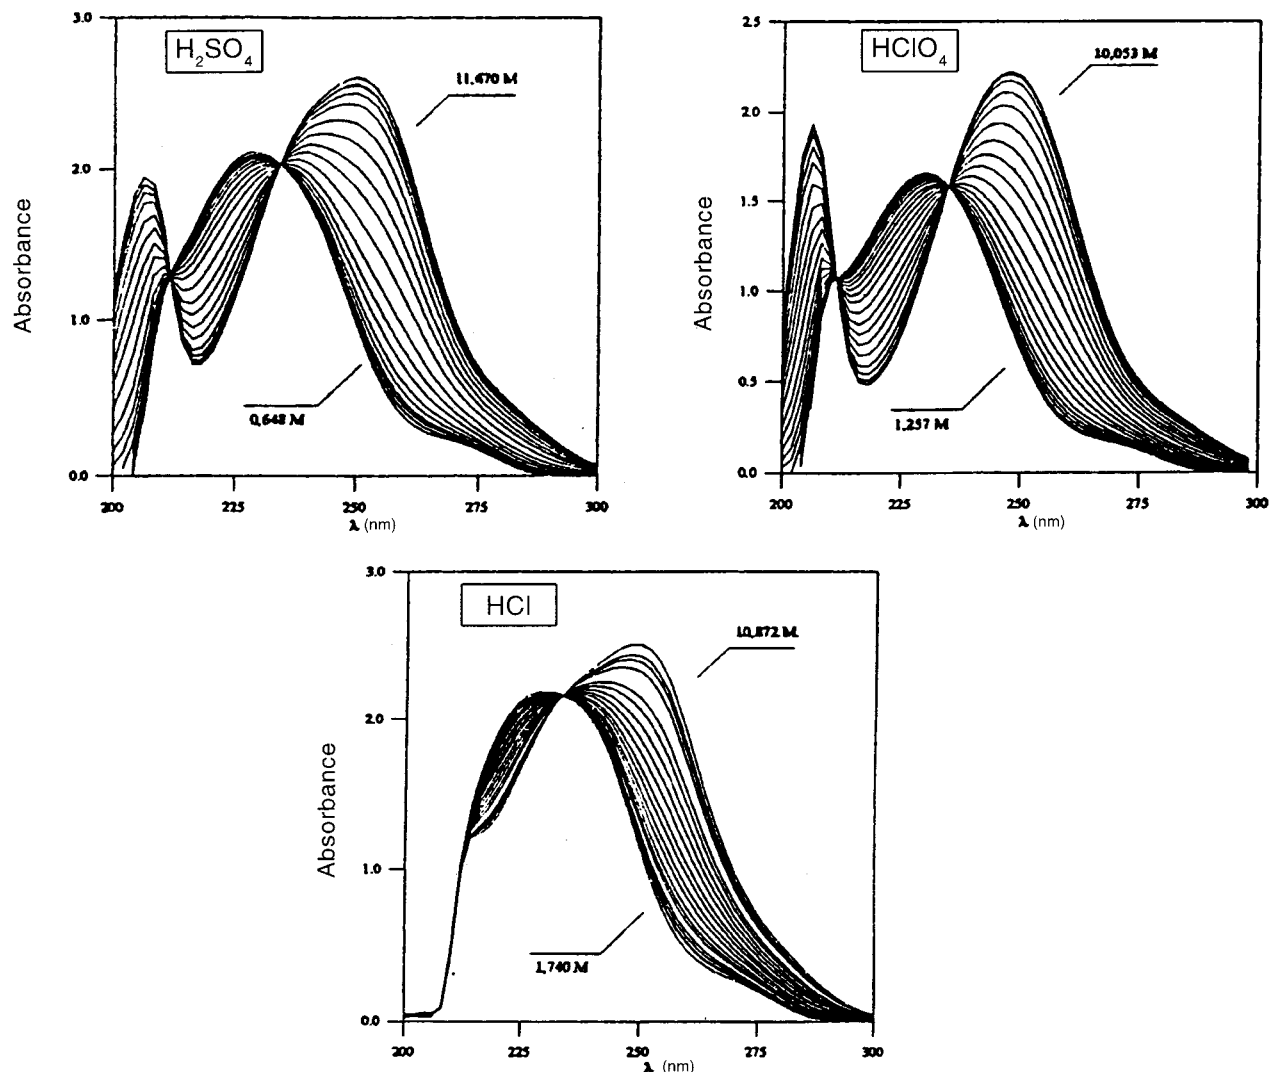 H₂SO₄
3.0
2.0
1.0
0.0
Absorbance
11,470 M
0,648 M
200 225 250 275 300
λ (nm)
HClO₄
2.5
2.0
1.5
1.0
0.5
0.0
Absorbance
10,053 M
1,257 M
200 225 250 275 300
λ (nm)
HCl
3.0
2.0
1.0
0.0
Absorbance
10,872 M
1,740 M
200 225 250 275 300
λ (nm)